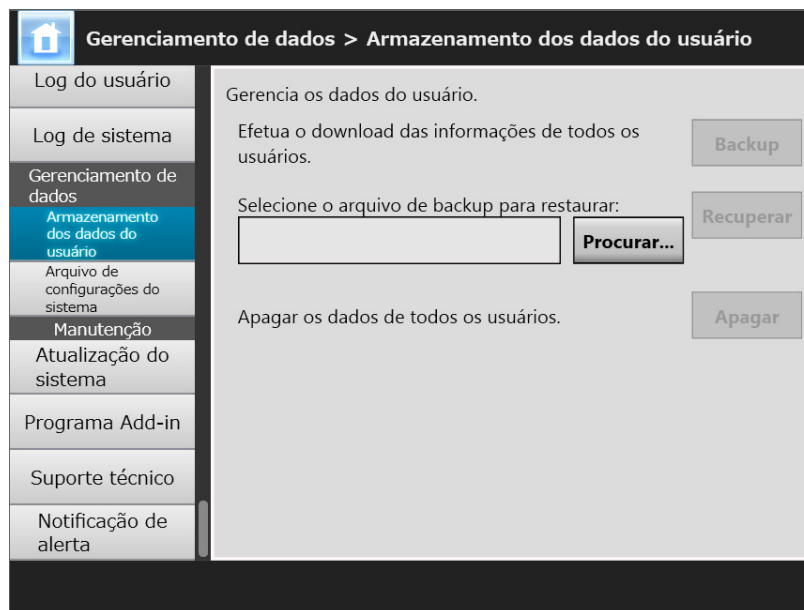 Gerenciamento de dados > Armazenamento dos dados do usuário
Log do usuário
Log de sistema
Gerenciamento de
dados
Armazenamento
dos dados do
usuário
Arquivo de
configurações do
sistema
Manutenção
Atualização do
sistema
Programa Add-in
Suporte técnico
Notificação de
alerta
Gerencia os dados do usuário.
Efetua o download das informações de todos os
usuários.
Backup
Selecione o arquivo de backup para restaurar:
Procurar...
Recuperar
Apagar os dados de todos os usuários.
Apagar